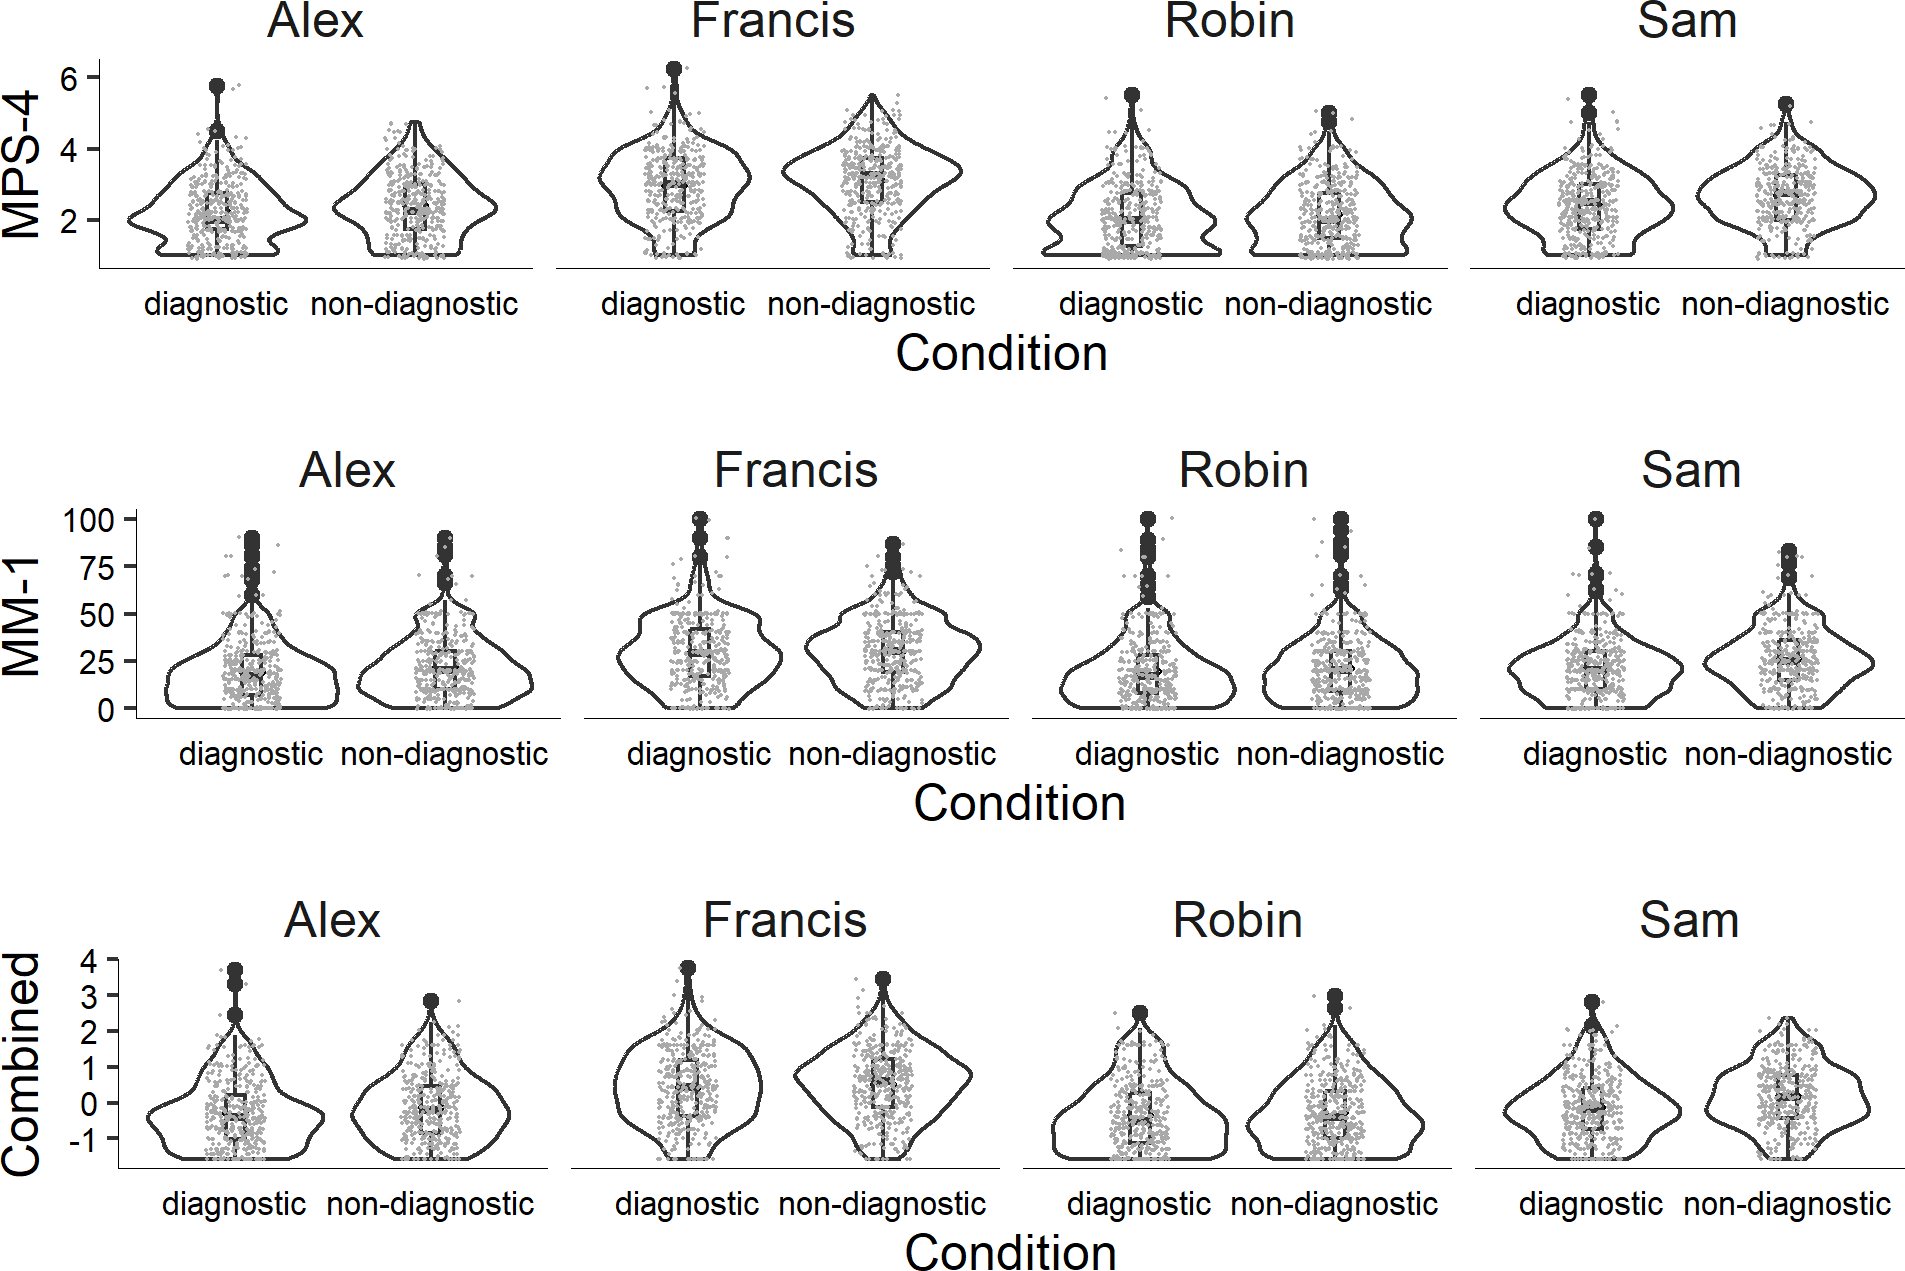 Alex Francis Robin Sam
MPS-4
6
4
2
diagnostic non-diagnostic diagnostic non-diagnostic diagnostic non-diagnostic diagnostic non-diagnostic
Condition
Alex Francis Robin Sam
MM-1
100
75
50
25
0
diagnostic non-diagnostic diagnostic non-diagnostic diagnostic non-diagnostic diagnostic non-diagnostic
Condition
Alex Francis Robin Sam
Combined
4
3
2
1
0
-1
diagnostic non-diagnostic diagnostic non-diagnostic diagnostic non-diagnostic diagnostic non-diagnostic
Condition